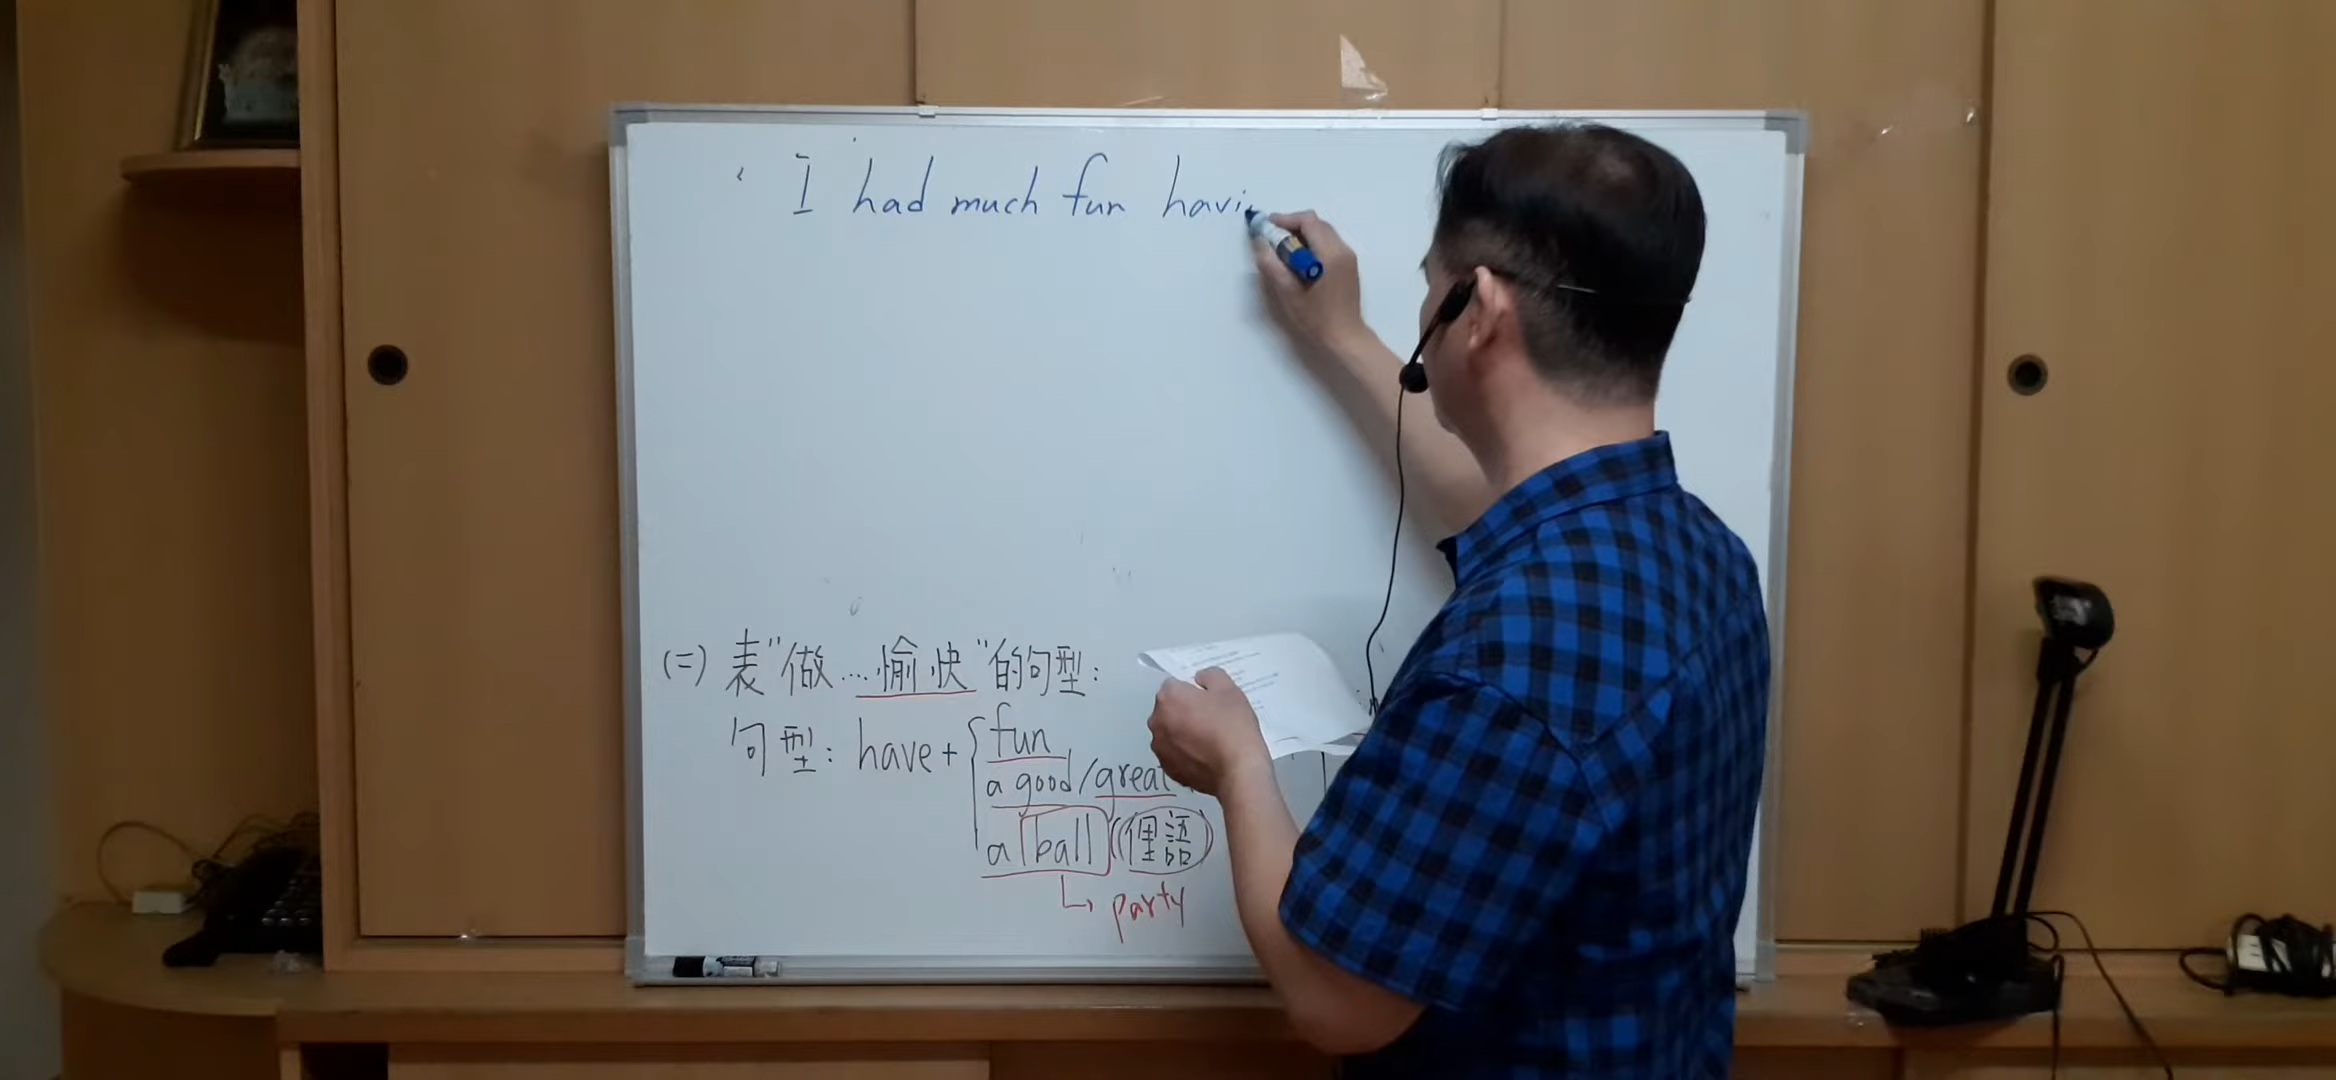 I had much fun havi
(二) 表"做...愉快"的句型:
句型: have + { fun
a good/great
a ball (俚語)
↳ party